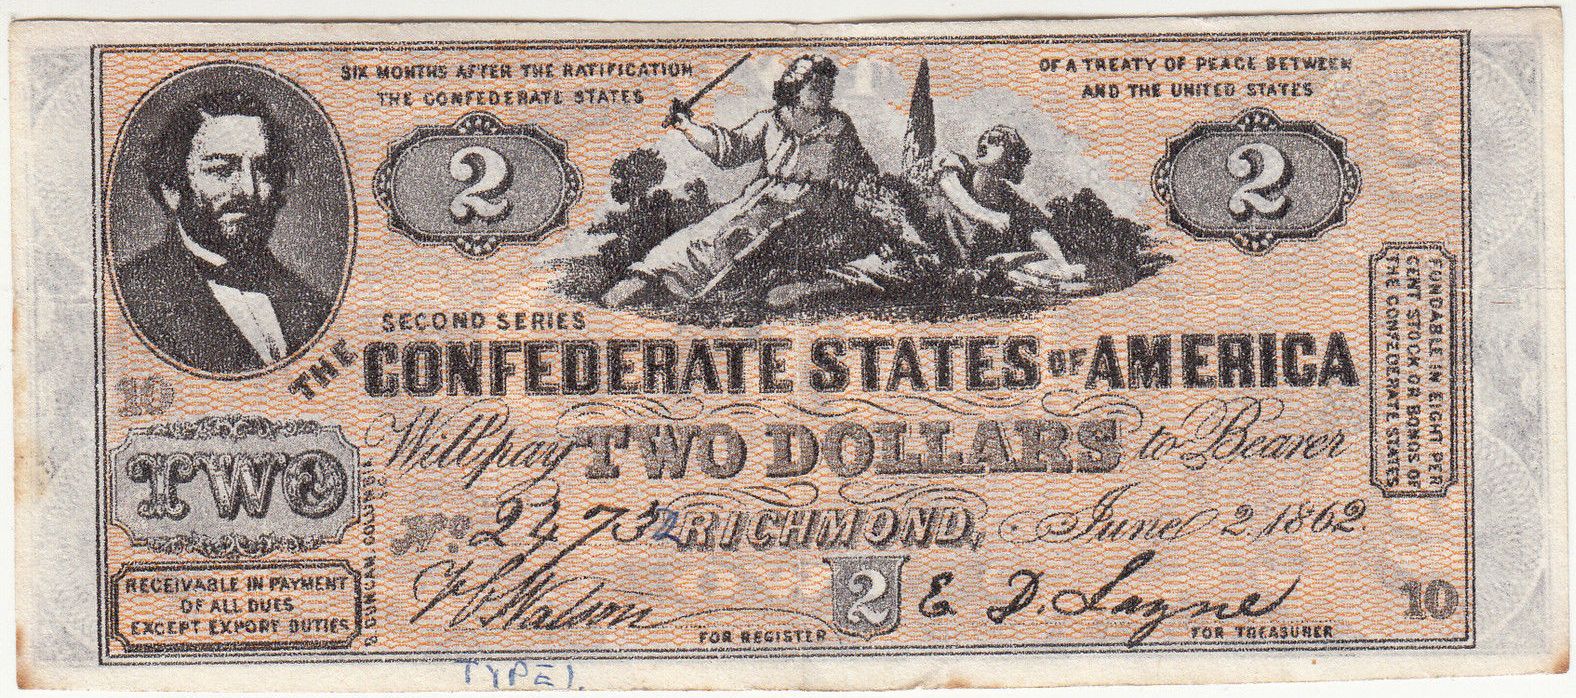 SIX MONTHS AFTER THE RATIFICATION
THE CONFEDERATE STATES
OF A TREATY OF PEACE BETWEEN
AND THE UNITED STATES
2
2
SECOND SERIES
THE CONFEDERATE STATES OF AMERICA
FUNDABLE IN EIGHT PER
CENT STOCK OR BONDS OF
THE CONFEDERATE STATES
10
Will pay TWO DOLLARS to Bearer
TWO
No. 24732 RICHMOND, June 2, 1862.
B DUNCAN COLUMBIA
RECEIVABLE IN PAYMENT
OF ALL DUES
EXCEPT EXPORT DUTIES
2
E. D. Layne
10
FOR REGISTER
FOR TREASURER
TYPE 1.